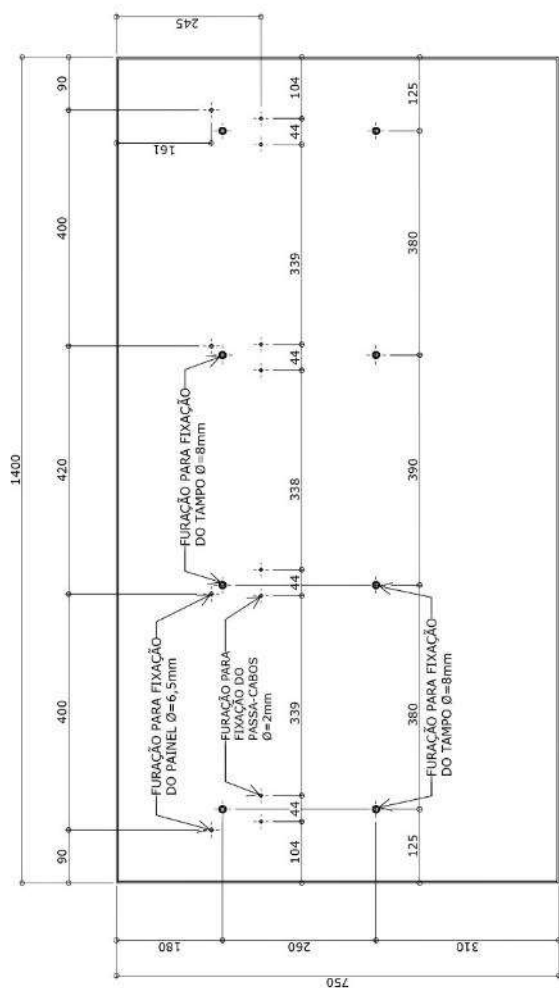 1400
90
400
420
400
90
245
161
FURAÇÃO PARA FIXAÇÃO
DO PAINEL Ø=6,5mm
FURAÇÃO PARA FIXAÇÃO
DO TAMPO Ø=8mm
FURAÇÃO PARA
FIXAÇÃO DO
PASSA-CABOS
Ø=2mm
104
44
339
44
338
44
339
44
104
125
380
390
380
125
FURAÇÃO PARA FIXAÇÃO
DO TAMPO Ø=8mm
180
260
310
750